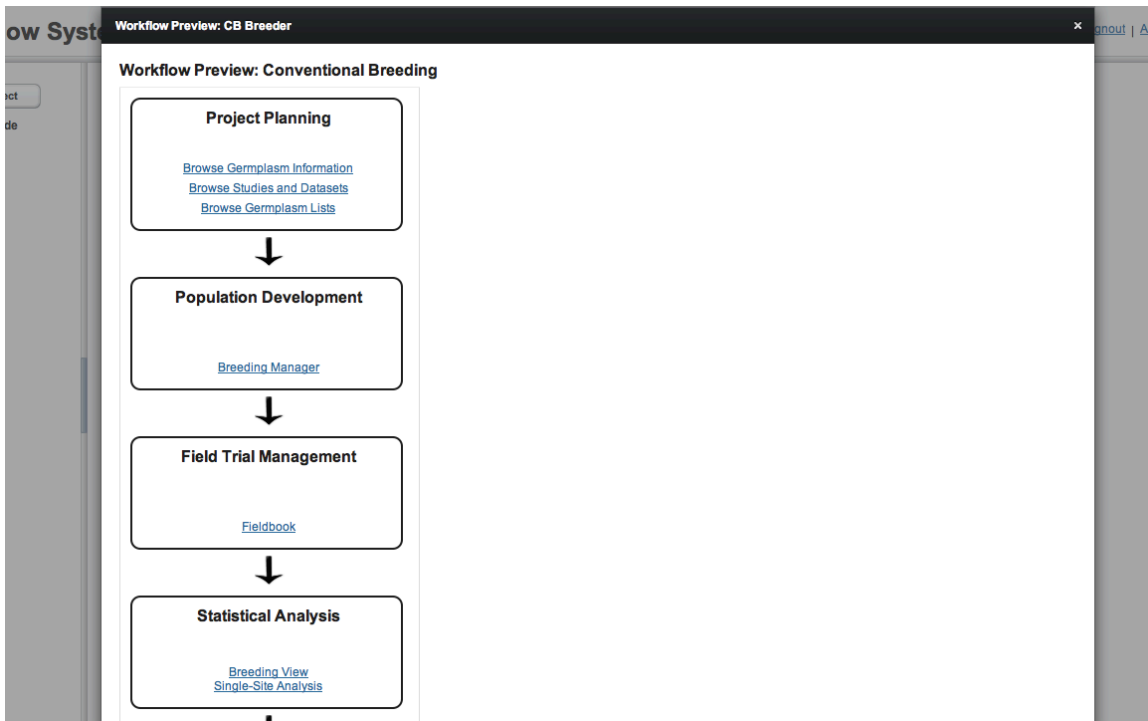 ow Syste
Workflow Preview: CB Breeder
×
gnout | A
ect
de
Workflow Preview: Conventional Breeding
Project Planning
Browse Germplasm Information
Browse Studies and Datasets
Browse Germplasm Lists
Population Development
Breeding Manager
Field Trial Management
Fieldbook
Statistical Analysis
Breeding View
Single-Site Analysis